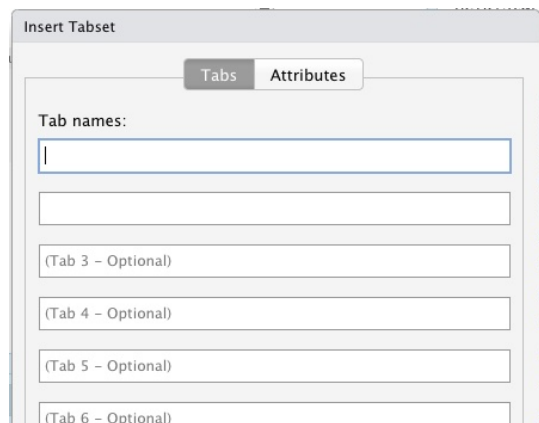 Insert Tabset
Tabs Attributes
Tab names:
(Tab 3 - Optional)
(Tab 4 - Optional)
(Tab 5 - Optional)
(Tab 6 - Optional)